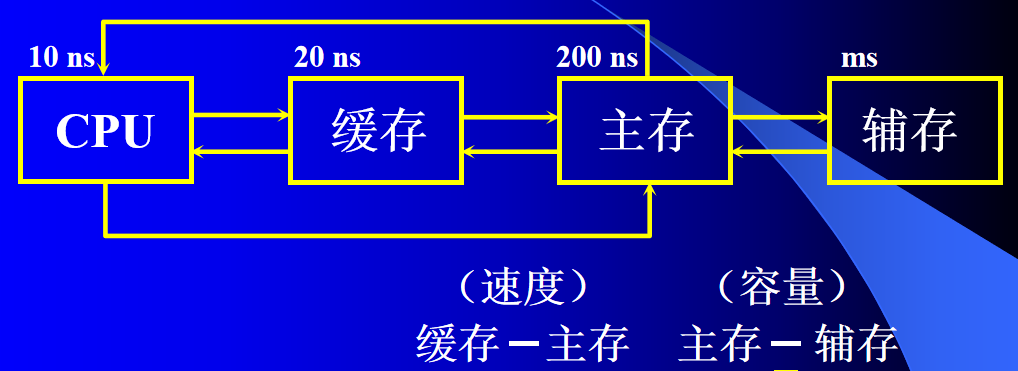 10 ns 20 ns 200 ns ms
CPU 缓存 主存 辅存
（速度） （容量）
缓存－主存 主存－辅存